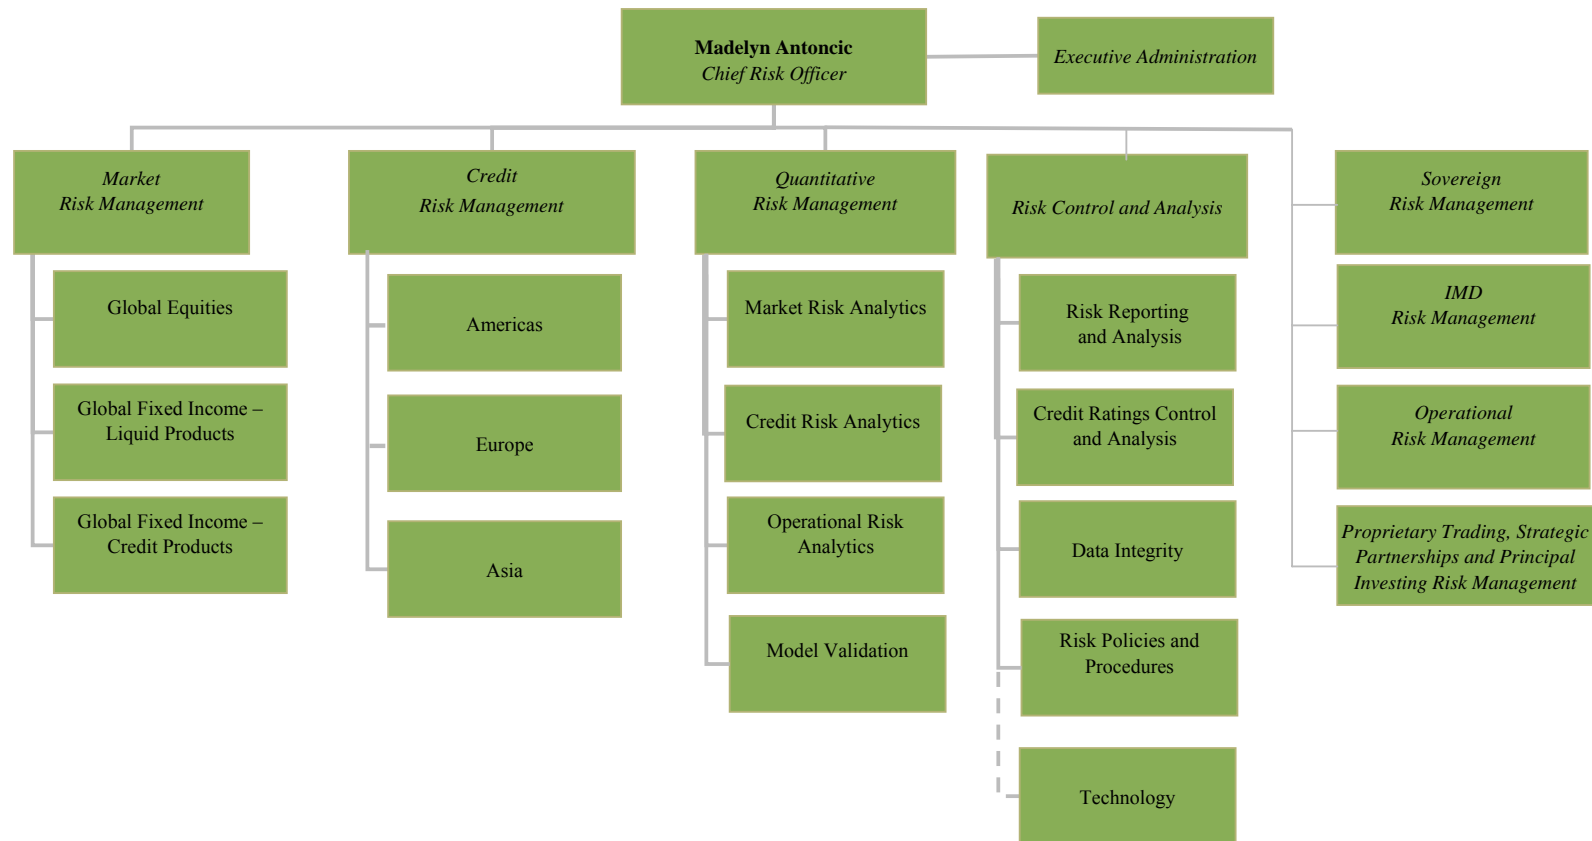 Madelyn Antoncic
Chief Risk Officer
Executive Administration
Market
Risk Management
Credit
Risk Management
Quantitative
Risk Management
Risk Control and Analysis
Sovereign
Risk Management
Global Equities
Global Fixed Income –
Liquid Products
Global Fixed Income –
Credit Products
Americas
Europe
Asia
Market Risk Analytics
Credit Risk Analytics
Operational Risk
Analytics
Model Validation
Risk Reporting
and Analysis
Credit Ratings Control
and Analysis
Data Integrity
Risk Policies and
Procedures
Technology
IMD
Risk Management
Operational
Risk Management
Proprietary Trading, Strategic
Partnerships and Principal
Investing Risk Management